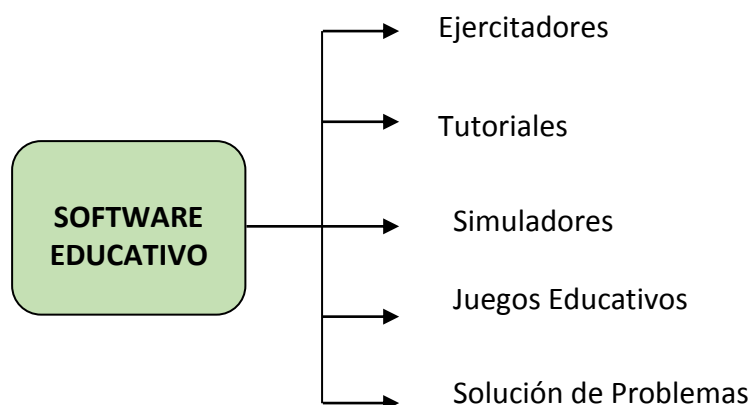 Ejercitadores
Tutoriales
SOFTWARE
EDUCATIVO
Simuladores
Juegos Educativos
Solución de Problemas